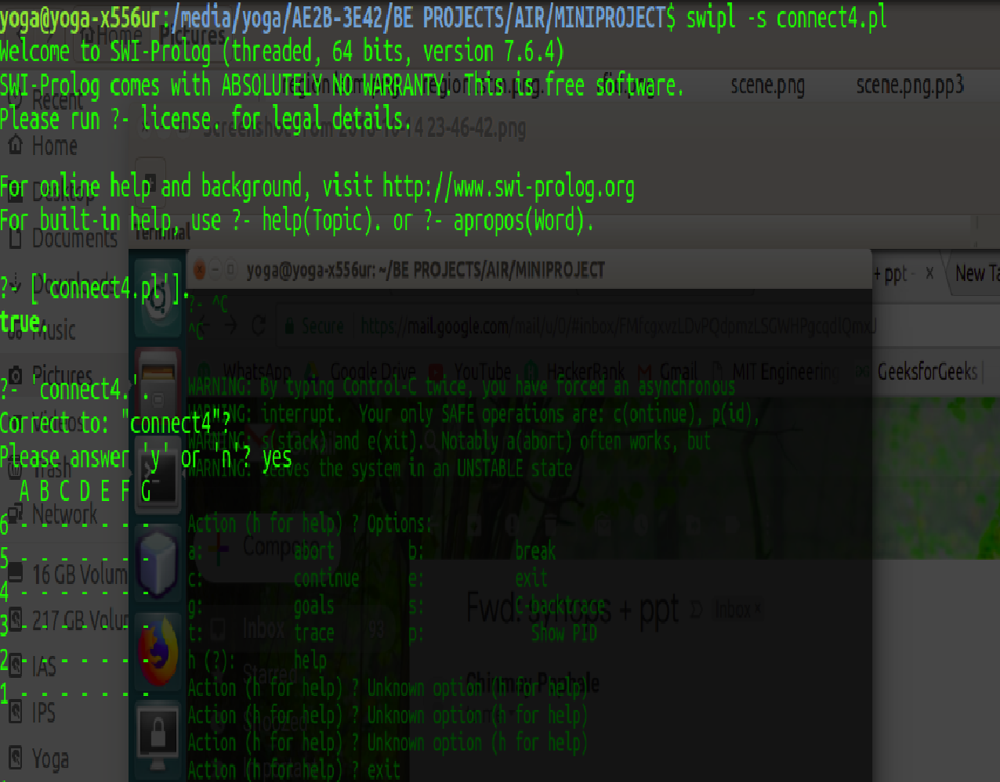 yoga@yoga-x556ur:/media/yoga/AE2B-3E42/BE PROJECTS/AIR/MINIPROJECT$ swipl -s connect4.pl
Welcome to SWI-Prolog (threaded, 64 bits, version 7.6.4)
SWI-Prolog comes with ABSOLUTELY NO WARRANTY. This is free software.
Please run ?- license. for legal details.
For online help and background, visit http://www.swi-prolog.org
For built-in help, use ?- help(Topic). or ?- apropos(Word).
?- ['connect4.pl'].
true.
?- 'connect4.'.
Correct to: "connect4"?
Please answer 'y' or 'n'? yes
A B C D E F G
6 - - - - - - -
5 - - - - - - -
4 - - - - - - -
3 - - - - - - -
2 - - - - - - -
1 - - - - - - -
Home Pictures
scene.png scene.png.pp3
23-46-42.png
Recent
Home
Desktop
Documents
Downloads
Music
Pictures
Videos
Trash
Network
16 GB Volum
217 GB Volum
IAS
IPS
Yoga
Terminal
yoga@yoga-x556ur: ~/BE PROJECTS/AIR/MINIPROJECT
+ ppt - × New Ta
?- ^C
^C
Secure https://mail.google.com/mail/u/0/#inbox/
WhatsApp Google Drive YouTube HackerRank Gmail MIT Engineering GeeksforGeeks
WARNING: By typing Control-C twice, you have forced an asynchronous
WARNING: interrupt. Your only SAFE operations are: c(ontinue), p(id),
WARNING: s(stack) and e(xit). Notably a(abort) often works, but
WARNING: leaves the system in an UNSTABLE state
Action (h for help) ? Options:
a: abort b: break
c: continue e: exit
g: goals s: C-backtrace
t: trace p: Show PID
h (?): help
Action (h for help) ? Unknown option (h for help)
Action (h for help) ? Unknown option (h for help)
Action (h for help) ? Unknown option (h for help)
Action (h for help) ? exit
Compose
Inbox 93
Starred
Snoozed
Fwd: synops + ppt Inbox ×